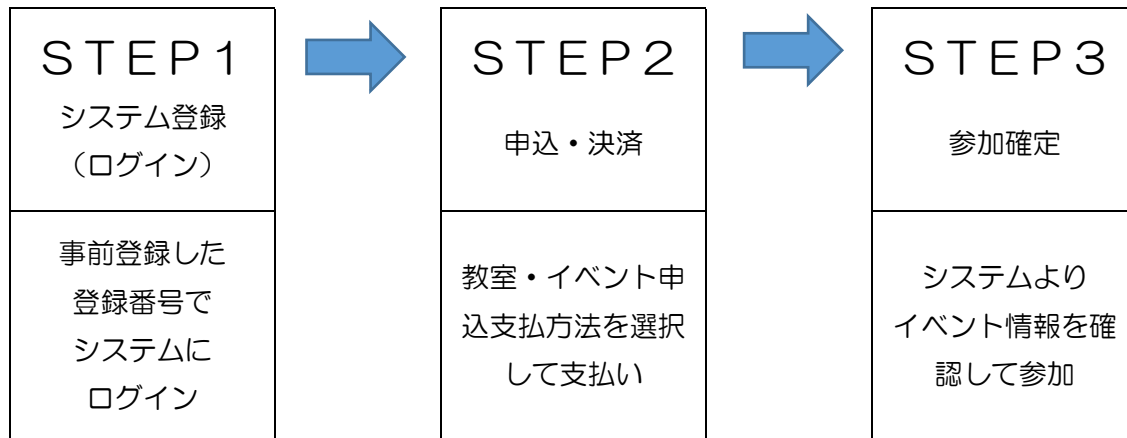 ＳＴＥＰ１
システム登録
（ログイン）
事前登録した
登録番号で
システムに
ログイン
ＳＴＥＰ２
申込・決済
教室・イベント申
込支払方法を選択
して支払い
ＳＴＥＰ３
参加確定
システムより
イベント情報を確
認して参加